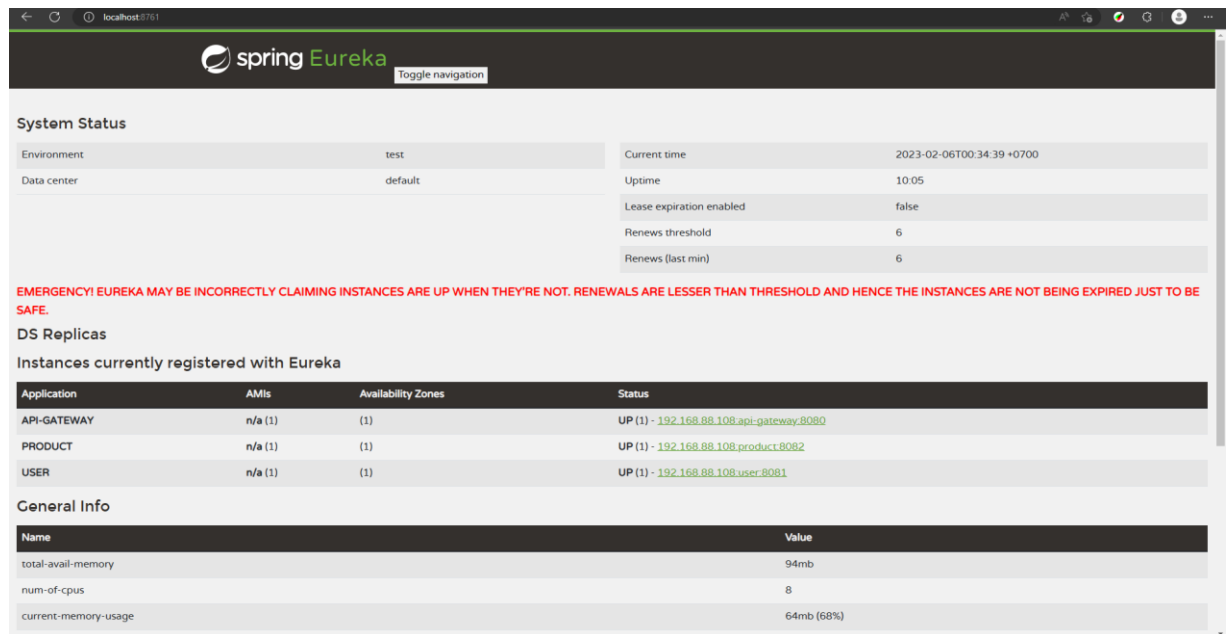 localhost:8761
spring Eureka
Toggle navigation
System Status
Environment test
Data center default
Current time 2023-02-06T00:34:39 +0700
Uptime 10:05
Lease expiration enabled false
Renews threshold 6
Renews (last min) 6
EMERGENCY! EUREKA MAY BE INCORRECTLY CLAIMING INSTANCES ARE UP WHEN THEY'RE NOT. RENEWALS ARE LESSER THAN THRESHOLD AND HENCE THE INSTANCES ARE NOT BEING EXPIRED JUST TO BE
SAFE.
DS Replicas
Instances currently registered with Eureka
Application AMIs Availability Zones Status
API-GATEWAY n/a (1) (1) UP (1) - 192.168.88.108:api-gateway:8080
PRODUCT n/a (1) (1) UP (1) - 192.168.88.108:product:8082
USER n/a (1) (1) UP (1) - 192.168.88.108:user:8081
General Info
Name Value
total-avail-memory 94mb
num-of-cpus 8
current-memory-usage 64mb (68%)